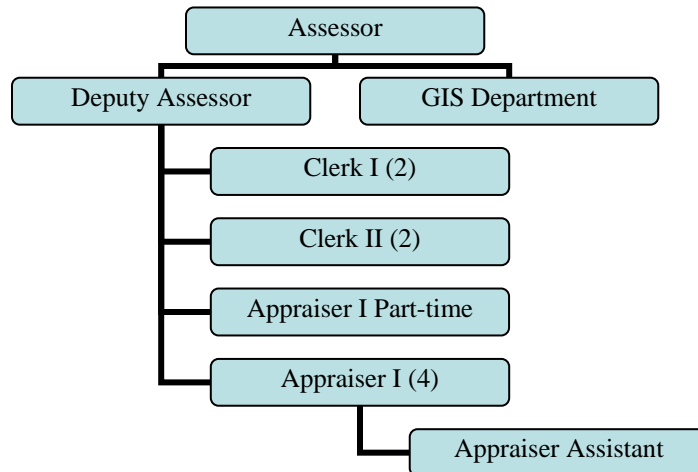 Assessor
Deputy Assessor
GIS Department
Clerk I (2)
Clerk II (2)
Appraiser I Part-time
Appraiser I (4)
Appraiser Assistant